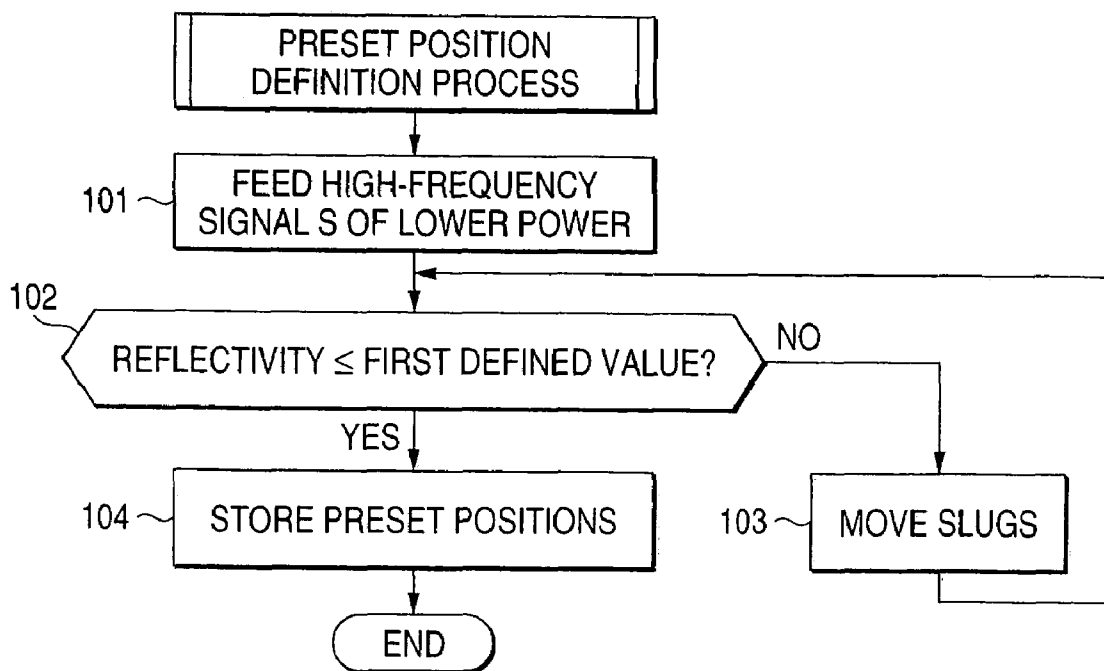 PRESET POSITION
DEFINITION PROCESS
101
FEED HIGH-FREQUENCY
SIGNAL S OF LOWER POWER
102
REFLECTIVITY ≤ FIRST DEFINED VALUE?
NO
YES
104
STORE PRESET POSITIONS
103
MOVE SLUGS
END